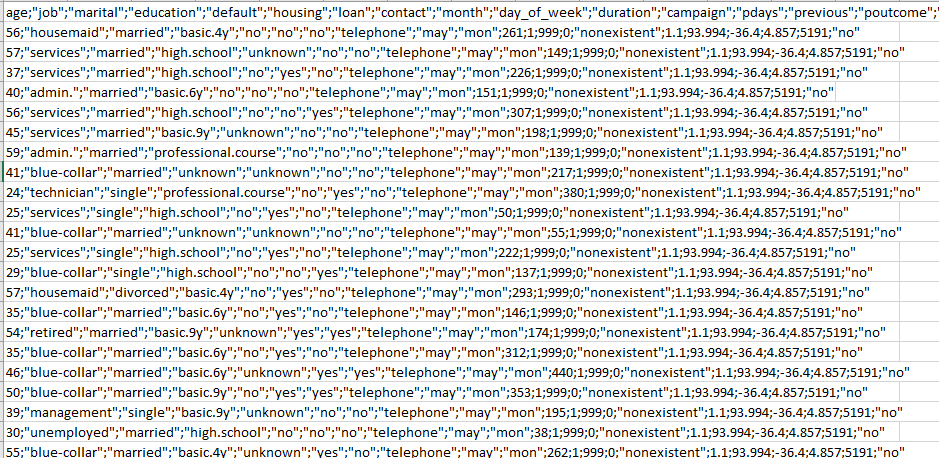 age;"job";"marital";"education";"default";"housing";"loan";"contact";"month";"day_of_week";"duration";"campaign";"pdays";"previous";"poutcome";"
56;"housemaid";"married";"basic.4y";"no";"no";"no";"telephone";"may";"mon";261;1;999;0;"nonexistent";1.1;93.994;-36.4;4.857;5191;"no"
57;"services";"married";"high.school";"unknown";"no";"no";"telephone";"may";"mon";149;1;999;0;"nonexistent";1.1;93.994;-36.4;4.857;5191;"no"
37;"services";"married";"high.school";"no";"yes";"no";"telephone";"may";"mon";226;1;999;0;"nonexistent";1.1;93.994;-36.4;4.857;5191;"no"
40;"admin.";"married";"basic.6y";"no";"no";"no";"telephone";"may";"mon";151;1;999;0;"nonexistent";1.1;93.994;-36.4;4.857;5191;"no"
56;"services";"married";"high.school";"no";"no";"yes";"telephone";"may";"mon";307;1;999;0;"nonexistent";1.1;93.994;-36.4;4.857;5191;"no"
45;"services";"married";"basic.9y";"unknown";"no";"no";"telephone";"may";"mon";198;1;999;0;"nonexistent";1.1;93.994;-36.4;4.857;5191;"no"
59;"admin.";"married";"professional.course";"no";"no";"no";"telephone";"may";"mon";139;1;999;0;"nonexistent";1.1;93.994;-36.4;4.857;5191;"no"
41;"blue-collar";"married";"unknown";"unknown";"no";"no";"telephone";"may";"mon";217;1;999;0;"nonexistent";1.1;93.994;-36.4;4.857;5191;"no"
24;"technician";"single";"professional.course";"no";"yes";"no";"telephone";"may";"mon";380;1;999;0;"nonexistent";1.1;93.994;-36.4;4.857;5191;"no"
25;"services";"single";"high.school";"no";"yes";"no";"telephone";"may";"mon";50;1;999;0;"nonexistent";1.1;93.994;-36.4;4.857;5191;"no"
41;"blue-collar";"married";"unknown";"unknown";"no";"no";"telephone";"may";"mon";55;1;999;0;"nonexistent";1.1;93.994;-36.4;4.857;5191;"no"
25;"services";"single";"high.school";"no";"yes";"no";"telephone";"may";"mon";222;1;999;0;"nonexistent";1.1;93.994;-36.4;4.857;5191;"no"
29;"blue-collar";"single";"high.school";"no";"no";"yes";"telephone";"may";"mon";137;1;999;0;"nonexistent";1.1;93.994;-36.4;4.857;5191;"no"
57;"housemaid";"divorced";"basic.4y";"no";"yes";"no";"telephone";"may";"mon";293;1;999;0;"nonexistent";1.1;93.994;-36.4;4.857;5191;"no"
35;"blue-collar";"married";"basic.6y";"no";"yes";"no";"telephone";"may";"mon";146;1;999;0;"nonexistent";1.1;93.994;-36.4;4.857;5191;"no"
54;"retired";"married";"basic.9y";"unknown";"yes";"yes";"telephone";"may";"mon";174;1;999;0;"nonexistent";1.1;93.994;-36.4;4.857;5191;"no"
35;"blue-collar";"married";"basic.6y";"no";"yes";"no";"telephone";"may";"mon";312;1;999;0;"nonexistent";1.1;93.994;-36.4;4.857;5191;"no"
46;"blue-collar";"married";"basic.6y";"unknown";"yes";"yes";"telephone";"may";"mon";440;1;999;0;"nonexistent";1.1;93.994;-36.4;4.857;5191;"no"
50;"blue-collar";"married";"basic.9y";"no";"yes";"yes";"telephone";"may";"mon";353;1;999;0;"nonexistent";1.1;93.994;-36.4;4.857;5191;"no"
39;"management";"single";"basic.9y";"unknown";"no";"no";"telephone";"may";"mon";195;1;999;0;"nonexistent";1.1;93.994;-36.4;4.857;5191;"no"
30;"unemployed";"married";"high.school";"no";"no";"no";"telephone";"may";"mon";38;1;999;0;"nonexistent";1.1;93.994;-36.4;4.857;5191;"no"
55;"blue-collar";"married";"basic.4y";"unknown";"yes";"no";"telephone";"may";"mon";262;1;999;0;"nonexistent";1.1;93.994;-36.4;4.857;5191;"no"